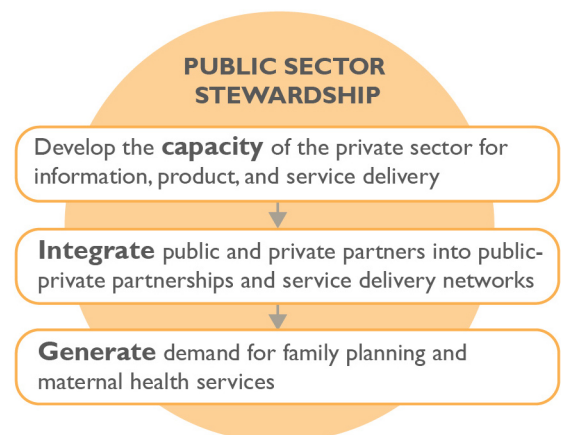 PUBLIC SECTOR
STEWARDSHIP
Develop the capacity of the private sector for
information, product, and service delivery
Integrate public and private partners into public-
private partnerships and service delivery networks
Generate demand for family planning and
maternal health services